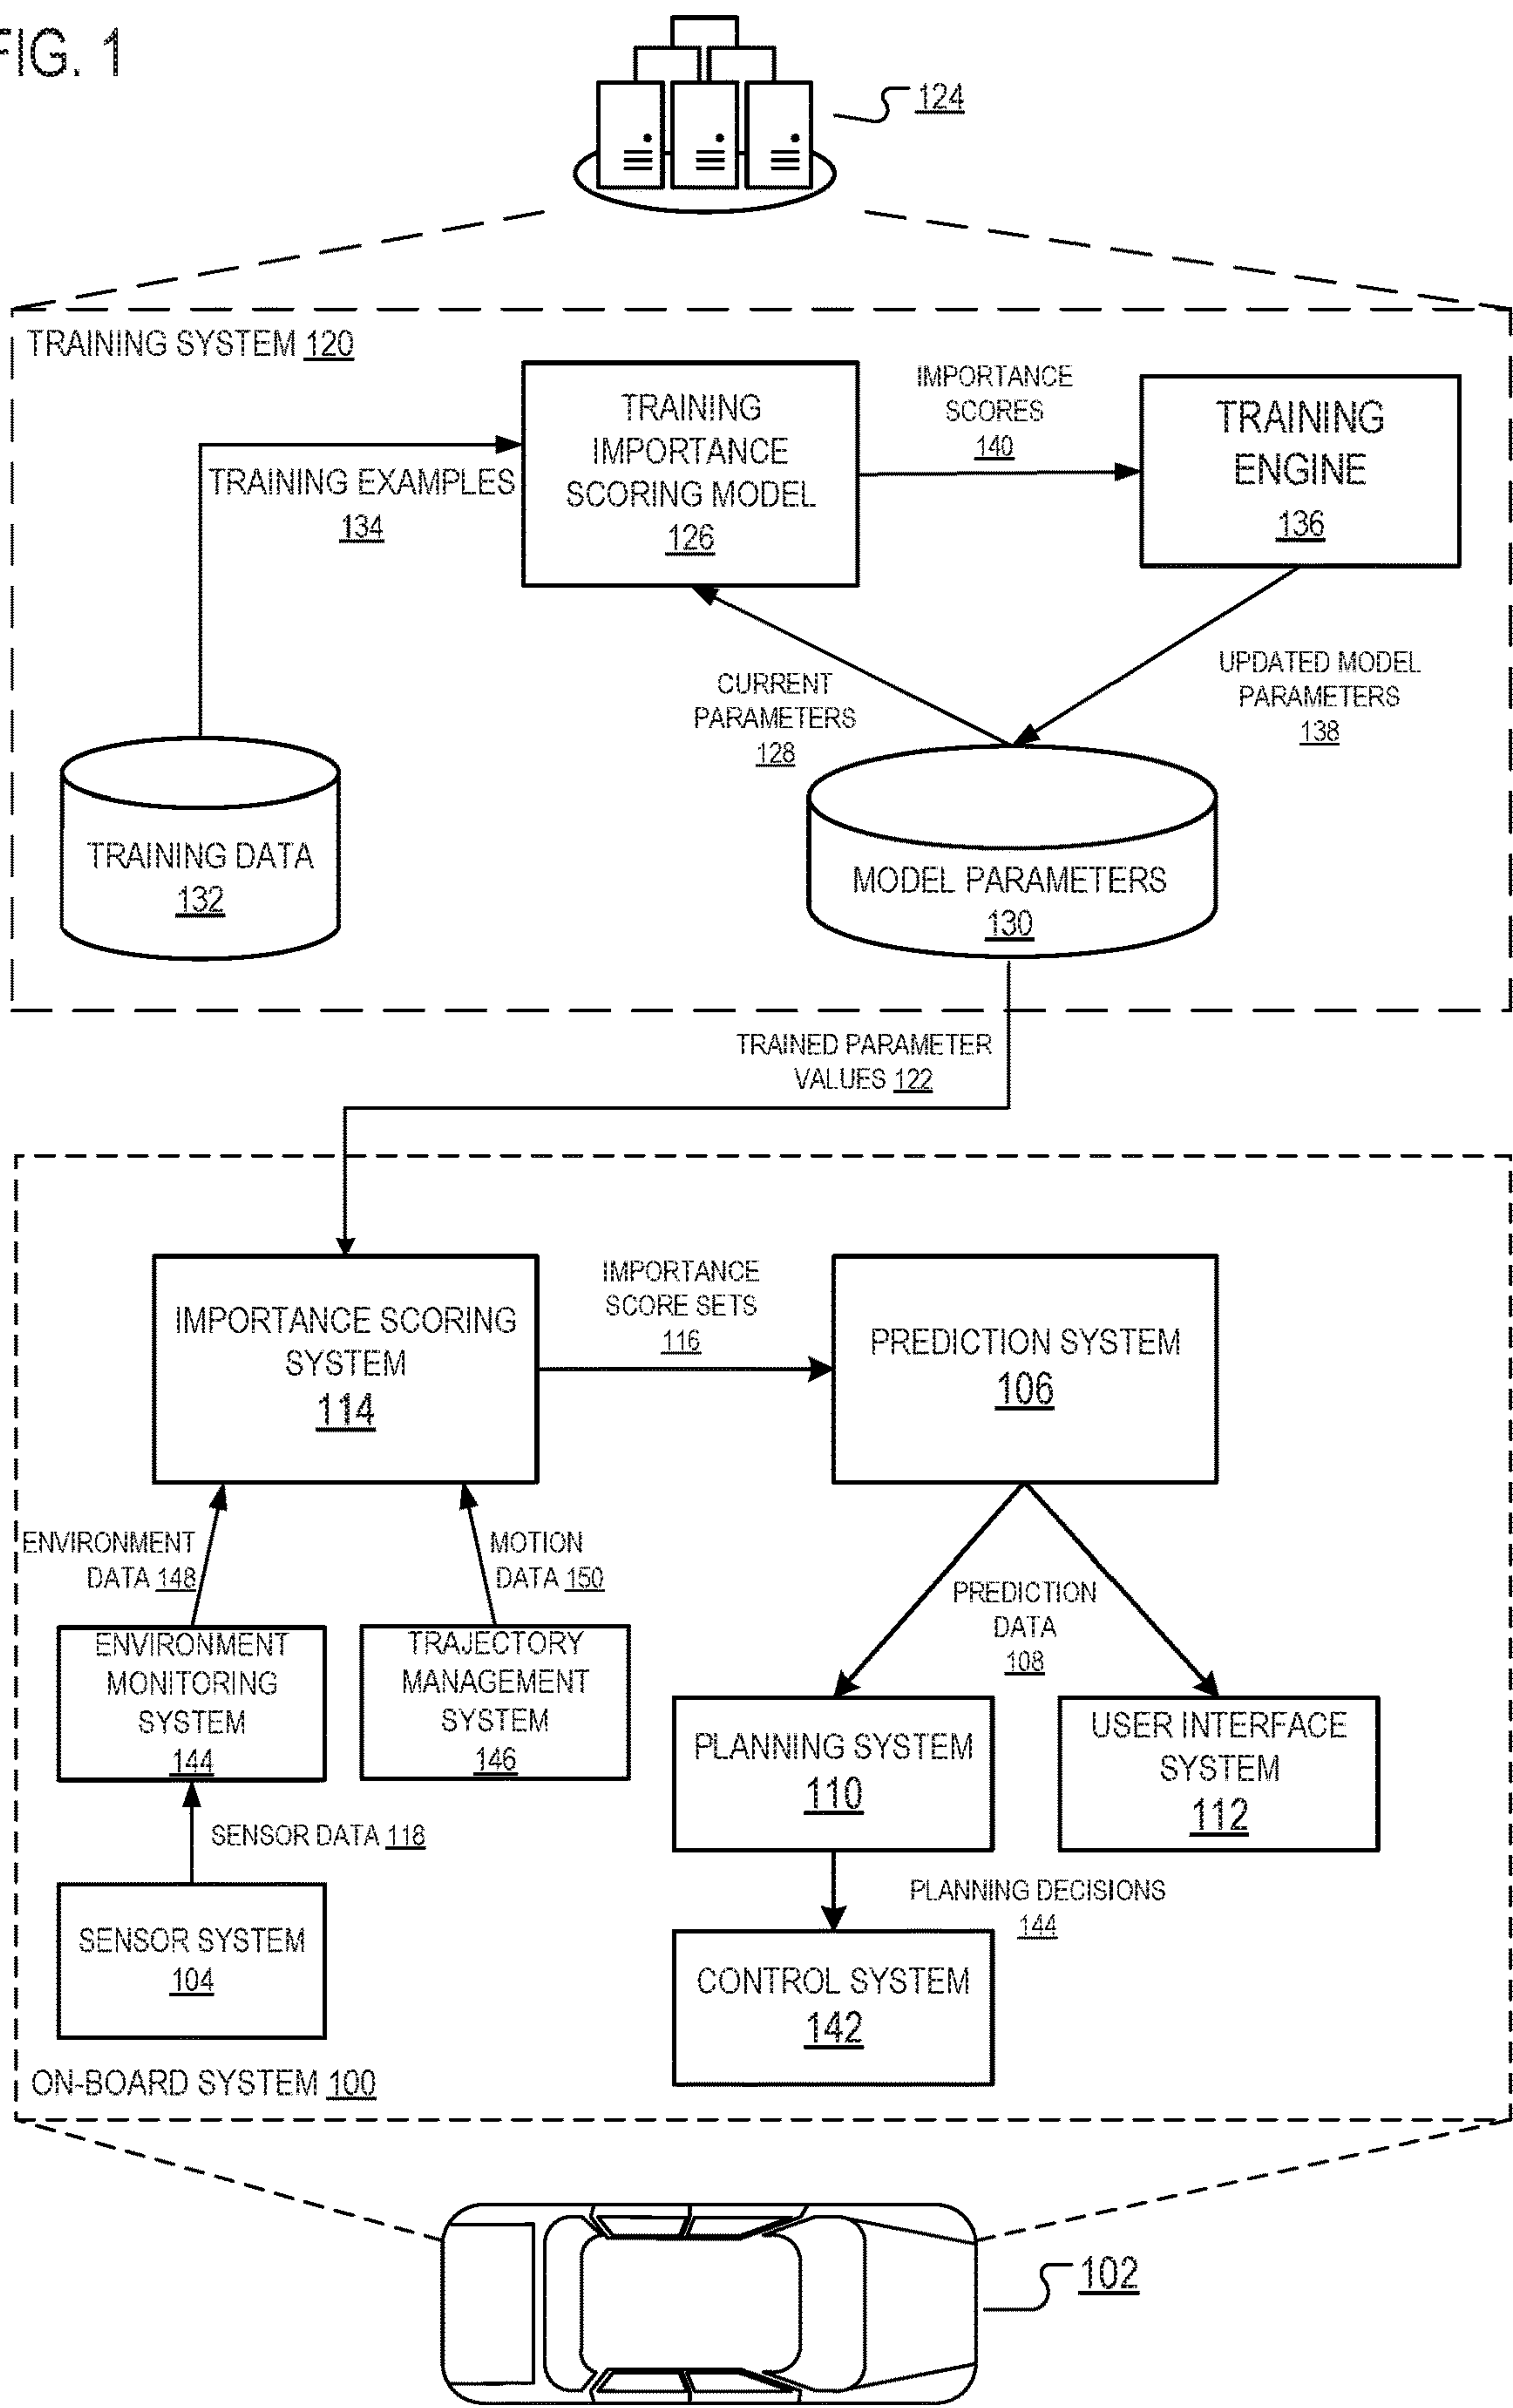 FIG. 1
124
TRAINING SYSTEM 120
TRAINING
IMPORTANCE
SCORING MODEL
126
IMPORTANCE
SCORES
140
TRAINING
ENGINE
136
TRAINING EXAMPLES
134
CURRENT
PARAMETERS
128
UPDATED MODEL
PARAMETERS
138
TRAINING DATA
132
MODEL PARAMETERS
130
TRAINED PARAMETER
VALUES 122
IMPORTANCE SCORING
SYSTEM
114
IMPORTANCE
SCORE SETS
116
PREDICTION SYSTEM
106
ENVIRONMENT
DATA 148
MOTION
DATA 150
PREDICTION
DATA
108
ENVIRONMENT
MONITORING
SYSTEM
144
TRAJECTORY
MANAGEMENT
SYSTEM
146
PLANNING SYSTEM
110
USER INTERFACE
SYSTEM
112
SENSOR DATA 118
PLANNING DECISIONS
144
SENSOR SYSTEM
104
CONTROL SYSTEM
142
ON-BOARD SYSTEM 100
102